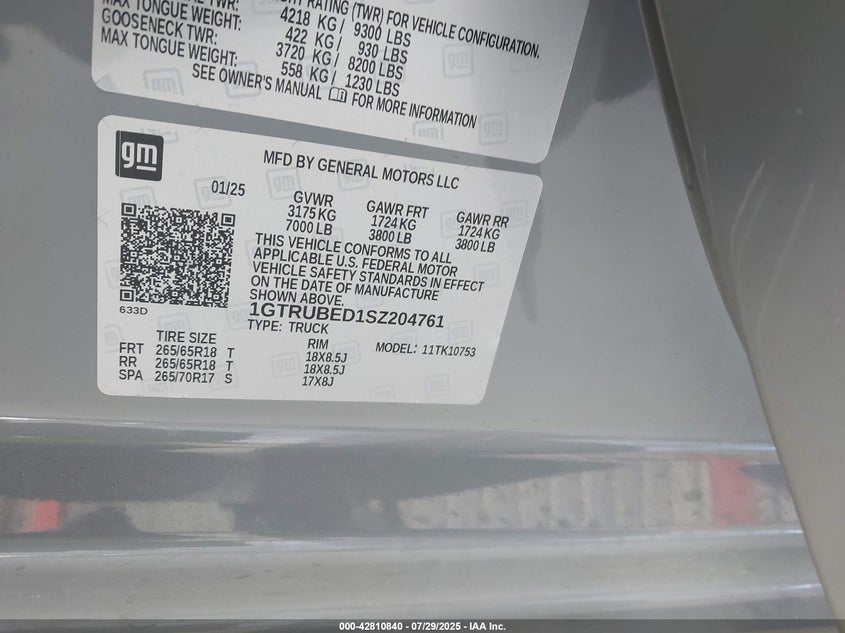 MAX TONGUE WEIGHT: 4218 KG / 9300 LBS
RATING (TWR) FOR VEHICLE CONFIGURATION.
GOOSENECK TWR: 422 KG / 930 LBS
MAX TONGUE WEIGHT: 3720 KG / 8200 LBS
558 KG / 1230 LBS
SEE OWNER'S MANUAL FOR MORE INFORMATION
gm
MFD BY GENERAL MOTORS LLC
01/25
GVWR GAWR FRT GAWR RR
3175 KG 1724 KG 1724 KG
7000 LB 3800 LB 3800 LB
THIS VEHICLE CONFORMS TO ALL
APPLICABLE U.S. FEDERAL MOTOR
VEHICLE SAFETY STANDARDS IN EFFECT
ON THE DATE OF MANUFACTURE
SHOWN ABOVE.
633D
1GTRUBED1SZ204761
TYPE: TRUCK
TIRE SIZE RIM MODEL: 11TK10753
FRT 265/65R18 T 18X8.5J
RR 265/65R18 T 18X8.5J
SPA 265/70R17 S 17X8J
000-42810840 - 07/29/2025 - IAA Inc.